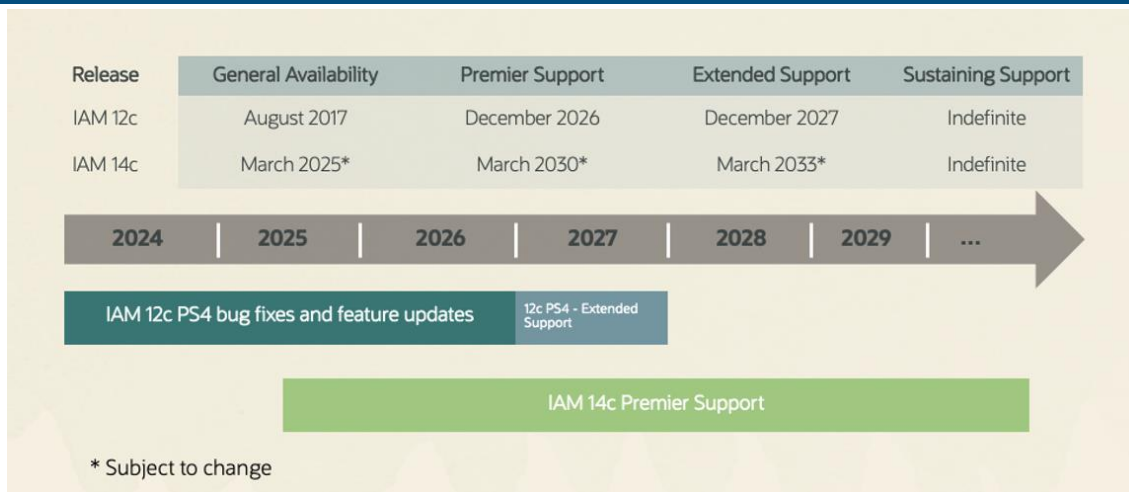 Release General Availability Premier Support Extended Support Sustaining Support
IAM 12c August 2017 December 2026 December 2027 Indefinite
IAM 14c March 2025* March 2030* March 2033* Indefinite
2024 2025 2026 2027 2028 2029 ...
IAM 12c PS4 bug fixes and feature updates
12c PS4 - Extended
Support
IAM 14c Premier Support
* Subject to change